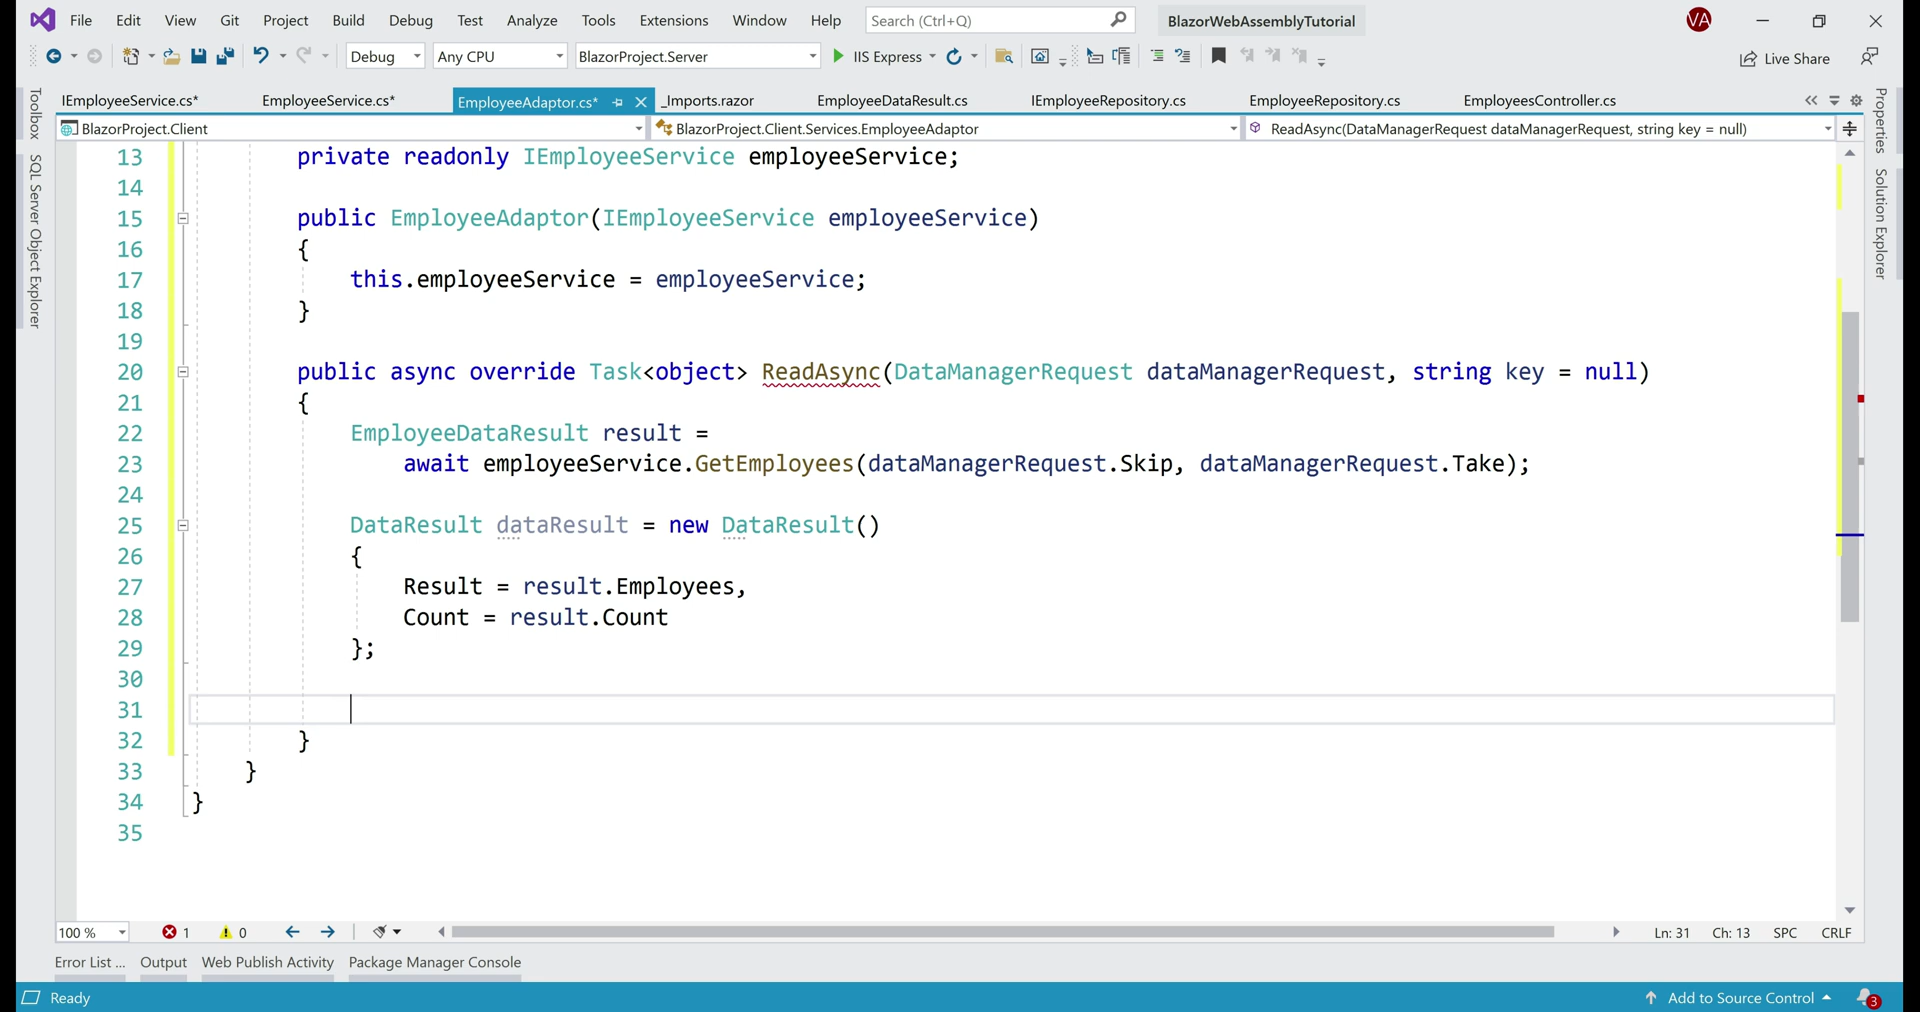 File Edit View Git Project Build Debug Test Analyze Tools Extensions Window Help Search (Ctrl+Q) BlazorWebAssemblyTutorial VA
Debug Any CPU BlazorProject.Server IIS Express Live Share
IEmployeeService.cs* EmployeeService.cs* EmployeeAdaptor.cs* _Imports.razor EmployeeDataResult.cs IEmployeeRepository.cs EmployeeRepository.cs EmployeesController.cs
BlazorProject.Client BlazorProject.Client.Services.EmployeeAdaptor ReadAsync(DataManagerRequest dataManagerRequest, string key = null)
Toolbox
SQL Server Object Explorer
Properties
Solution Explorer
13 private readonly IEmployeeService employeeService;
14
15 public EmployeeAdaptor(IEmployeeService employeeService)
16 {
17 this.employeeService = employeeService;
18 }
19
20 public async override Task<object> ReadAsync(DataManagerRequest dataManagerRequest, string key = null)
21 {
22 EmployeeDataResult result =
23 await employeeService.GetEmployees(dataManagerRequest.Skip, dataManagerRequest.Take);
24
25 DataResult dataResult = new DataResult()
26 {
27 Result = result.Employees,
28 Count = result.Count
29 };
30
31
32 }
33 }
34 }
35
100 % 1 0 Ln: 31 Ch: 13 SPC CRLF
Error List ... Output Web Publish Activity Package Manager Console
Ready Add to Source Control 3